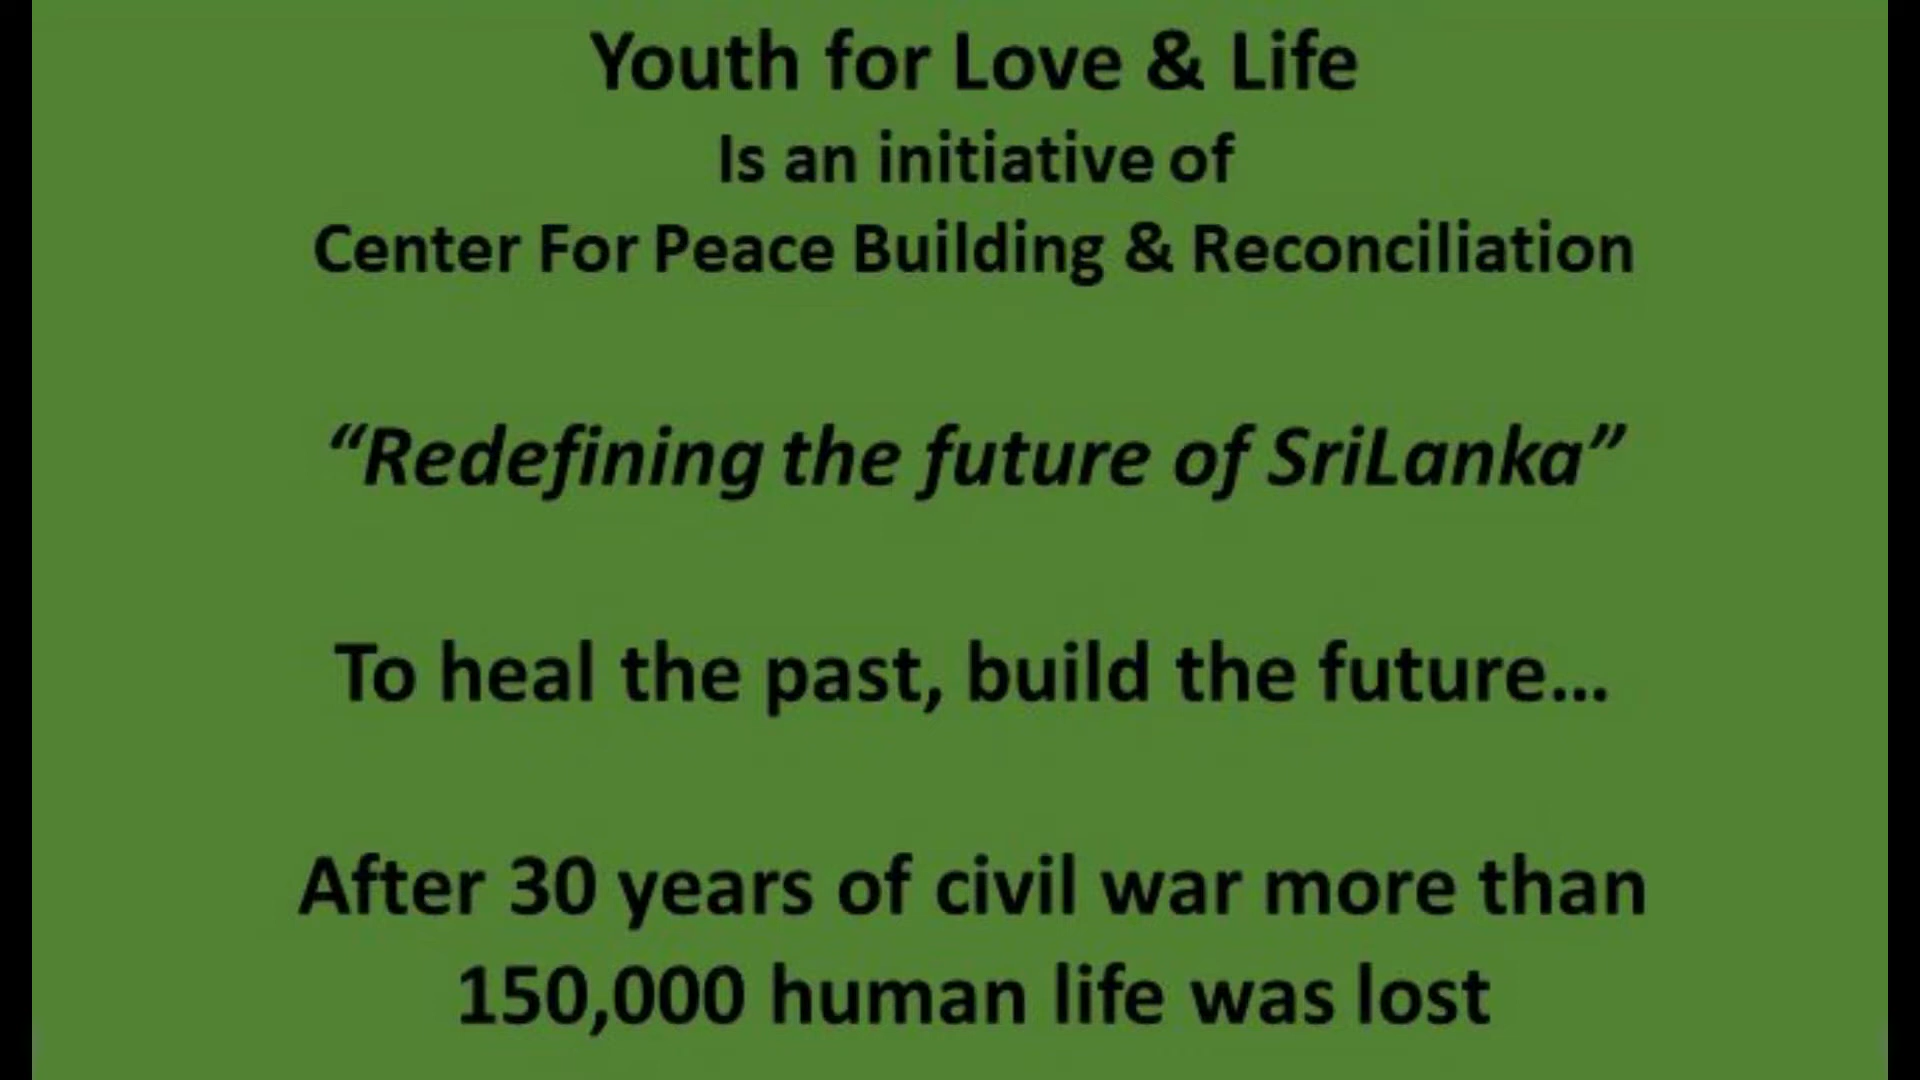 Youth for Love & Life
Is an initiative of
Center For Peace Building & Reconciliation
“Redefining the future of SriLanka”
To heal the past, build the future...
After 30 years of civil war more than
150,000 human life was lost